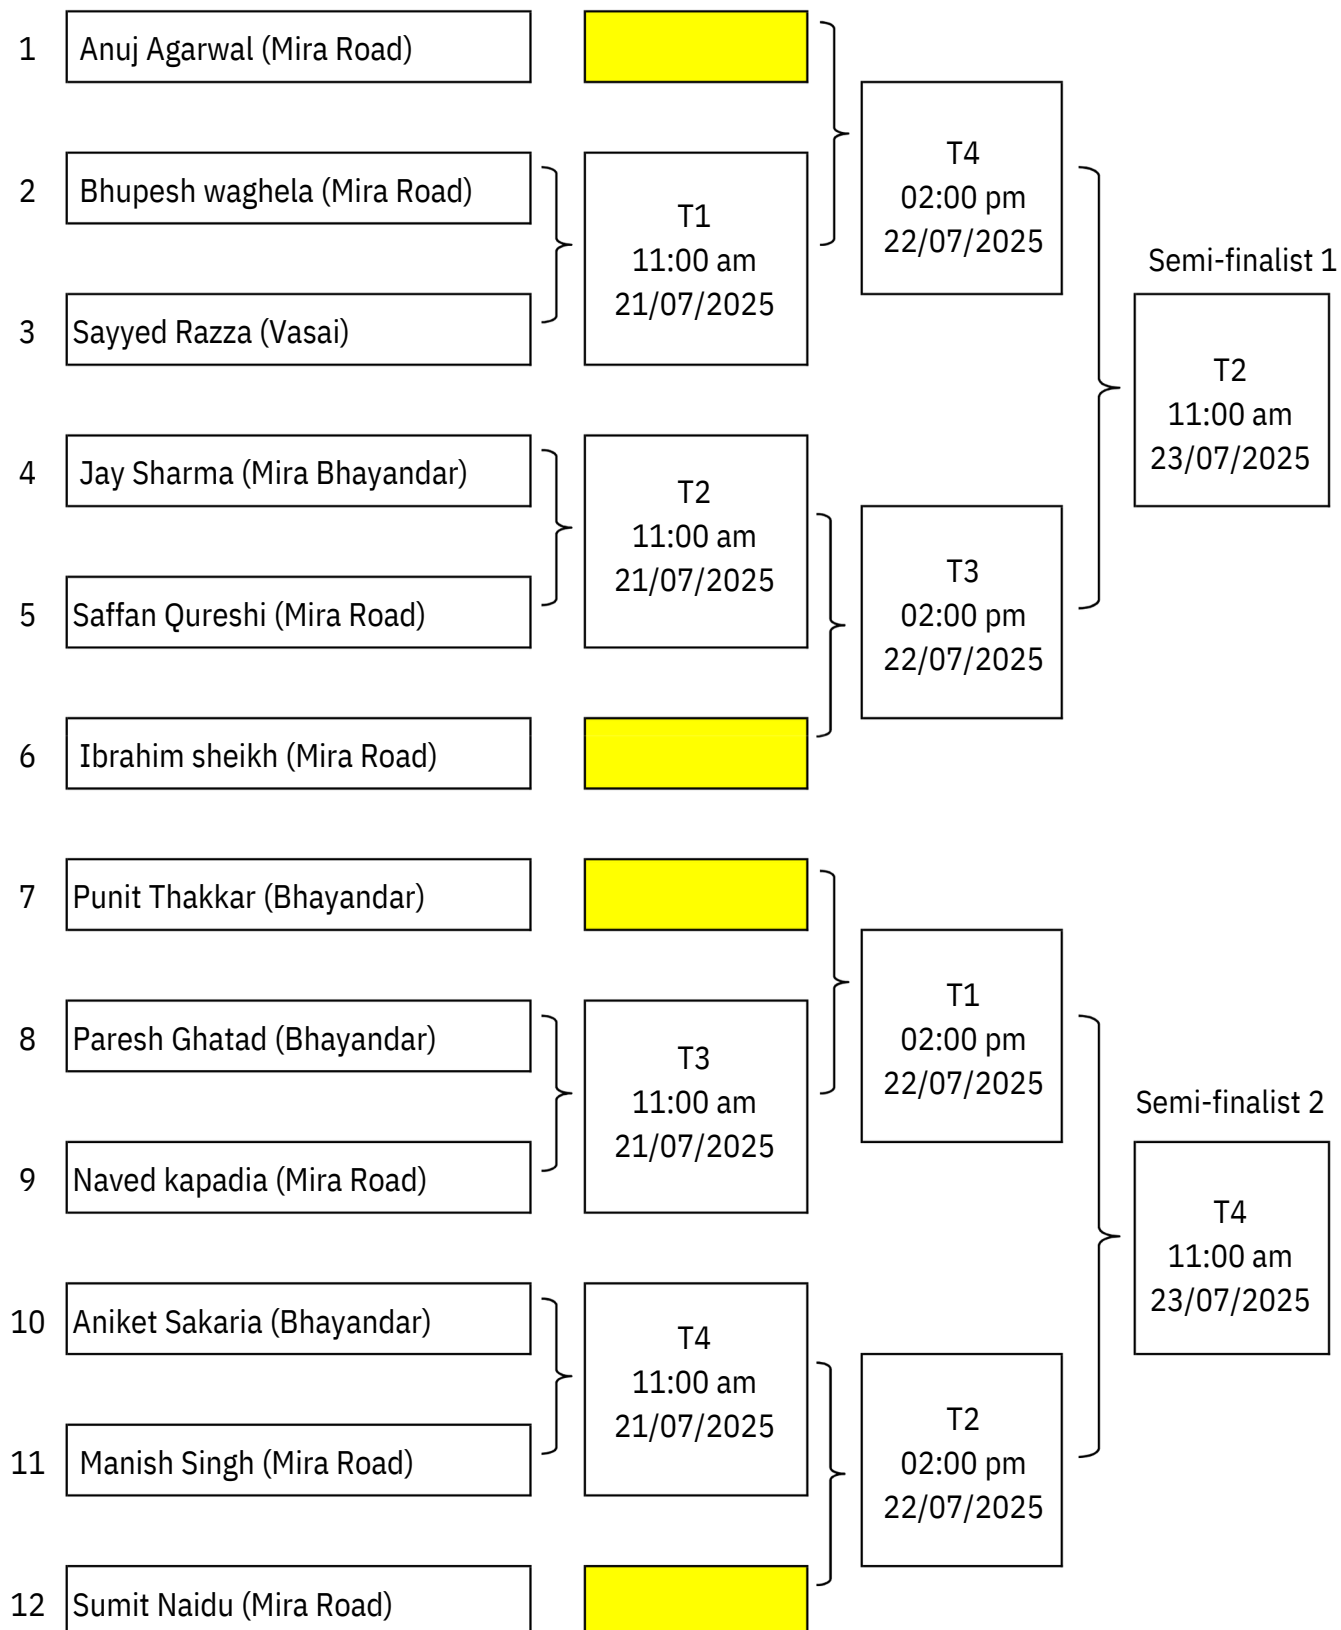 1 Anuj Agarwal (Mira Road)
2 Bhupesh waghela (Mira Road)
3 Sayyed Razza (Vasai)
4 Jay Sharma (Mira Bhayandar)
5 Saffan Qureshi (Mira Road)
6 Ibrahim sheikh (Mira Road)
7 Punit Thakkar (Bhayandar)
8 Paresh Ghatad (Bhayandar)
9 Naved kapadia (Mira Road)
10 Aniket Sakaria (Bhayandar)
11 Manish Singh (Mira Road)
12 Sumit Naidu (Mira Road)
T1
11:00 am
21/07/2025
T2
11:00 am
21/07/2025
T3
11:00 am
21/07/2025
T4
11:00 am
21/07/2025
T4
02:00 pm
22/07/2025
T3
02:00 pm
22/07/2025
T1
02:00 pm
22/07/2025
T2
02:00 pm
22/07/2025
Semi-finalist 1
T2
11:00 am
23/07/2025
Semi-finalist 2
T4
11:00 am
23/07/2025